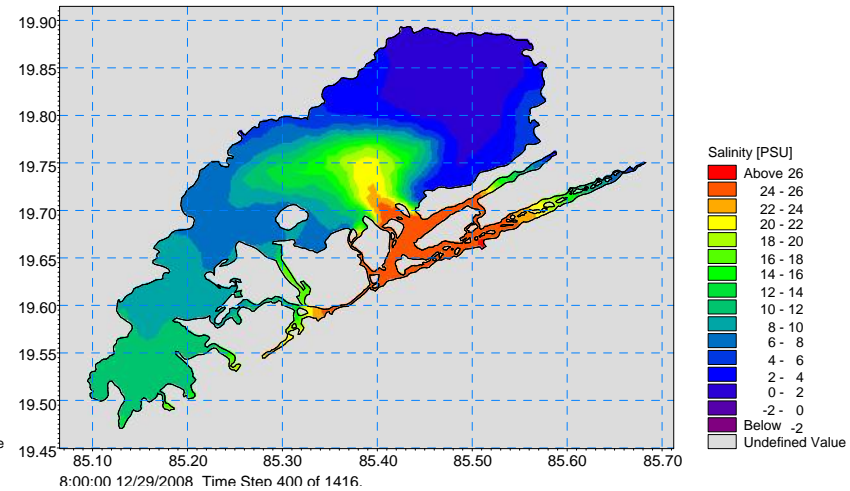 19.90
19.85
19.80
19.75
19.70
19.65
19.60
19.55
19.50
19.45
e
85.10 85.20 85.30 85.40 85.50 85.60 85.70
8:00:00 12/29/2008 Time Step 400 of 1416.
Salinity [PSU]
Above 26
24 - 26
22 - 24
20 - 22
18 - 20
16 - 18
14 - 16
12 - 14
10 - 12
8 - 10
6 - 8
4 - 6
2 - 4
0 - 2
-2 - 0
Below -2
Undefined Value